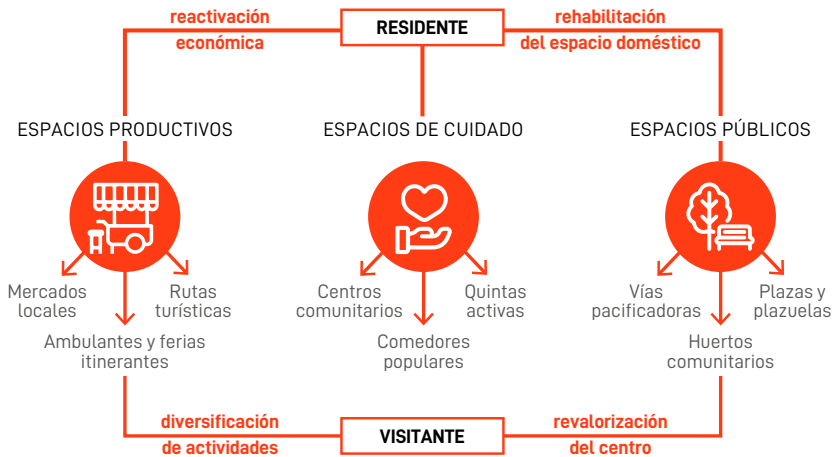 reactivación
económica
RESIDENTE
rehabilitación
del espacio doméstico
ESPACIOS PRODUCTIVOS
ESPACIOS DE CUIDADO
ESPACIOS PÚBLICOS
Mercados
locales
Rutas
turísticas
Ambulantes y ferias
itinerantes
Centros
comunitarios
Quintas
activas
Comedores
populares
Vías
pacificadoras
Plazas y
plazuelas
Huertos
comunitarios
diversificación
de actividades
VISITANTE
revalorización
del centro